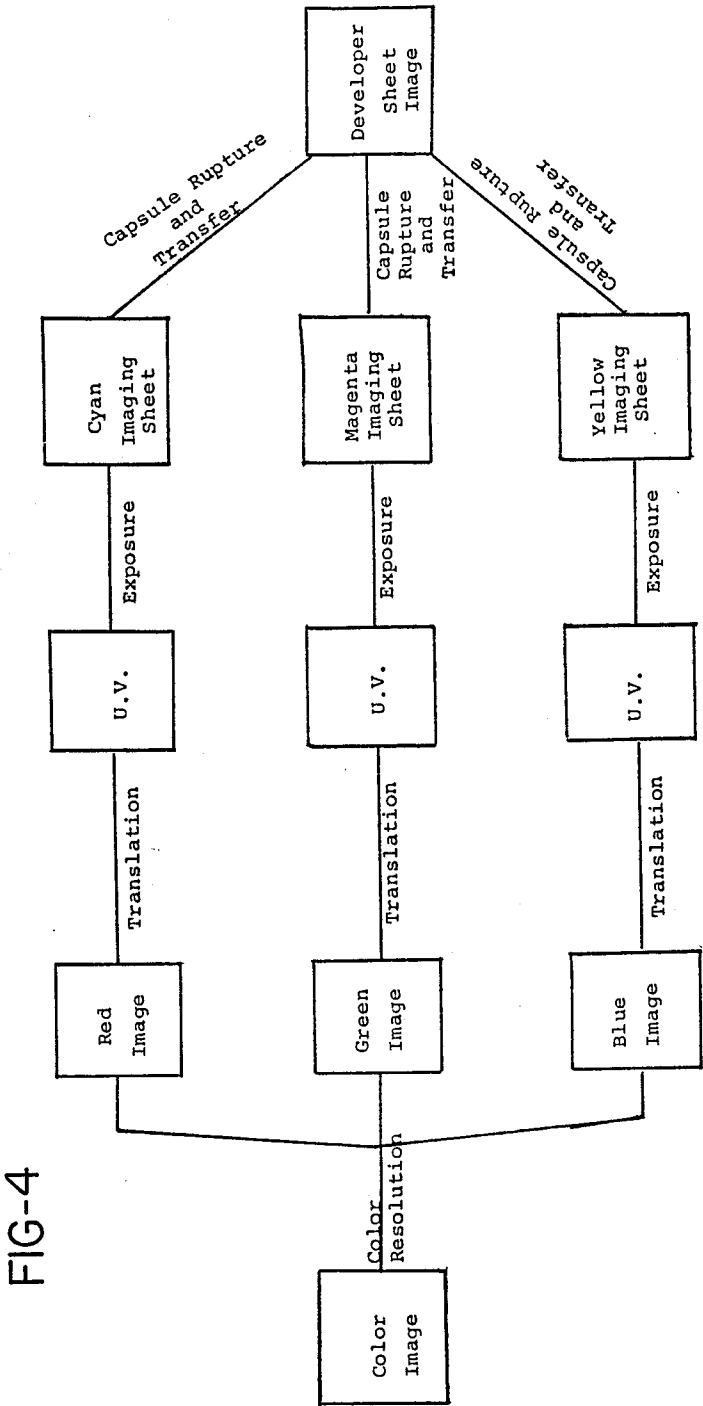 FIG-4
Color
Image
Color
Resolution
Red
Image
Translation
U.V.
Exposure
Cyan
Imaging
Sheet
Capsule Rupture
and
Transfer
Green
Image
Translation
U.V.
Exposure
Magenta
Imaging
Sheet
Capsule
Rupture
and
Transfer
Blue
Image
Translation
U.V.
Exposure
Yellow
Imaging
Sheet
Capsule Rupture
and
Transfer
Developer
Sheet
Image